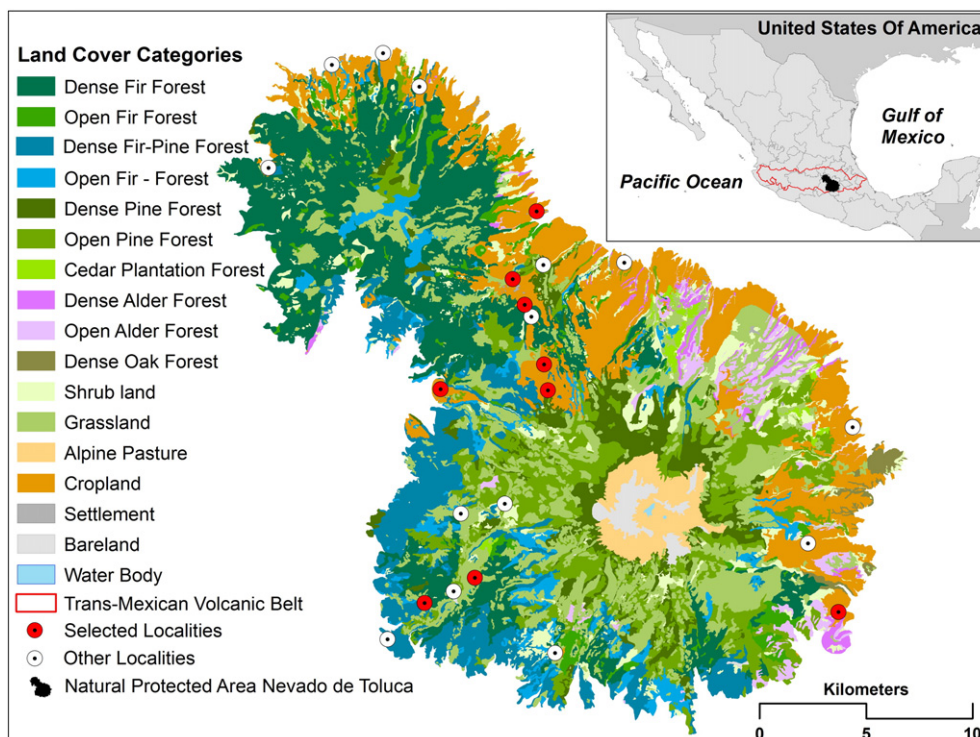 Land Cover Categories
Dense Fir Forest
Open Fir Forest
Dense Fir-Pine Forest
Open Fir - Forest
Dense Pine Forest
Open Pine Forest
Cedar Plantation Forest
Dense Alder Forest
Open Alder Forest
Dense Oak Forest
Shrub land
Grassland
Alpine Pasture
Cropland
Settlement
Bareland
Water Body
Trans-Mexican Volcanic Belt
Selected Localities
Other Localities
Natural Protected Area Nevado de Toluca
United States Of America
Gulf of
Mexico
Pacific Ocean
Kilometers
0 5 10